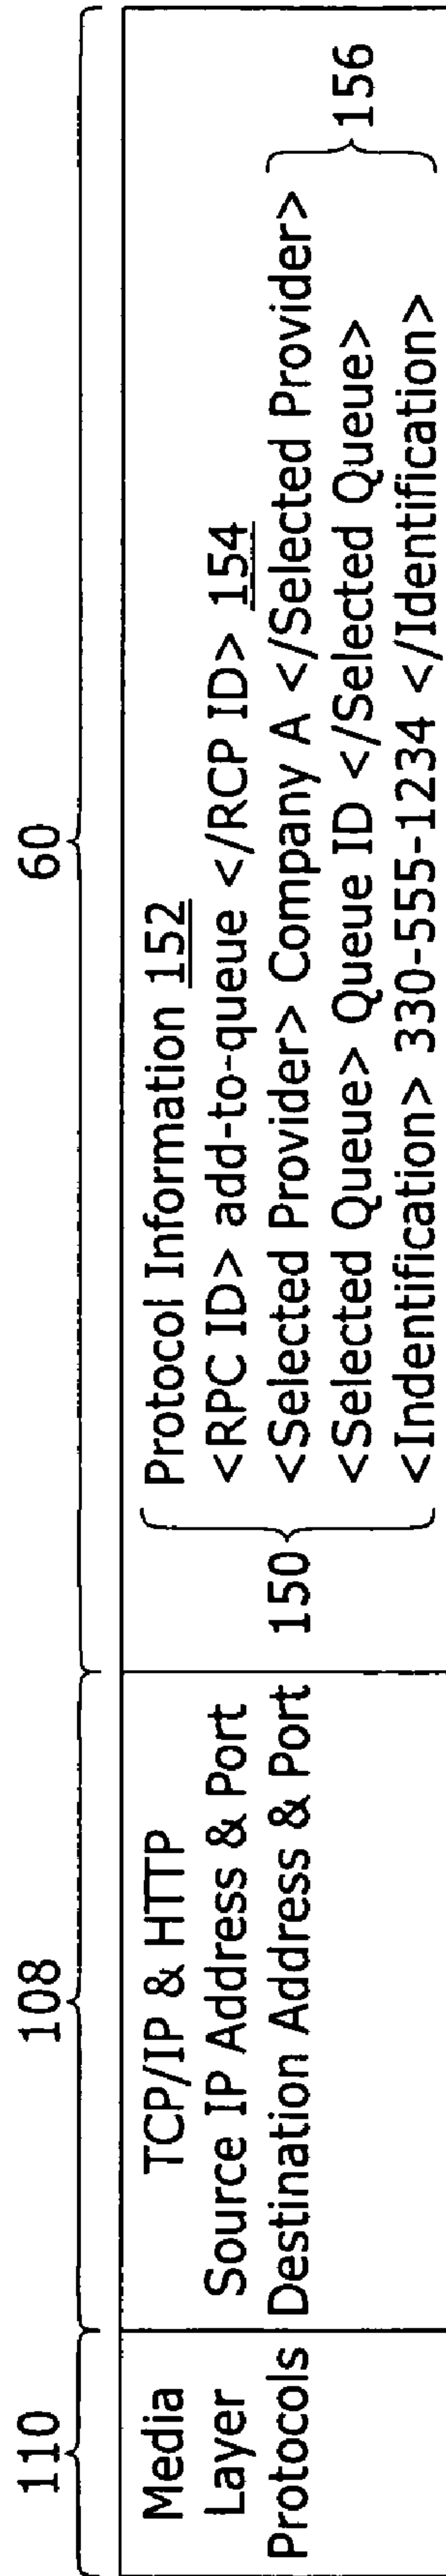 110
108
60
Media
Layer
Protocols
TCP/IP & HTTP
Source IP Address & Port
Destination Address & Port
150
Protocol Information 152
<RPC ID> add-to-queue </RCP ID> 154
<Selected Provider> Company A </Selected Provider>
<Selected Queue> Queue ID </Selected Queue>
<Indentification> 330-555-1234 </Identification>
156